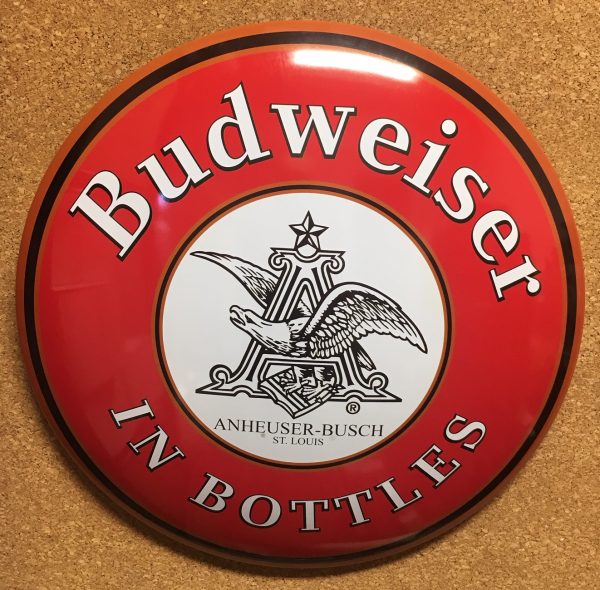 Budweiser
ANHEUSER-BUSCH
ST. LOUIS
IN BOTTLES